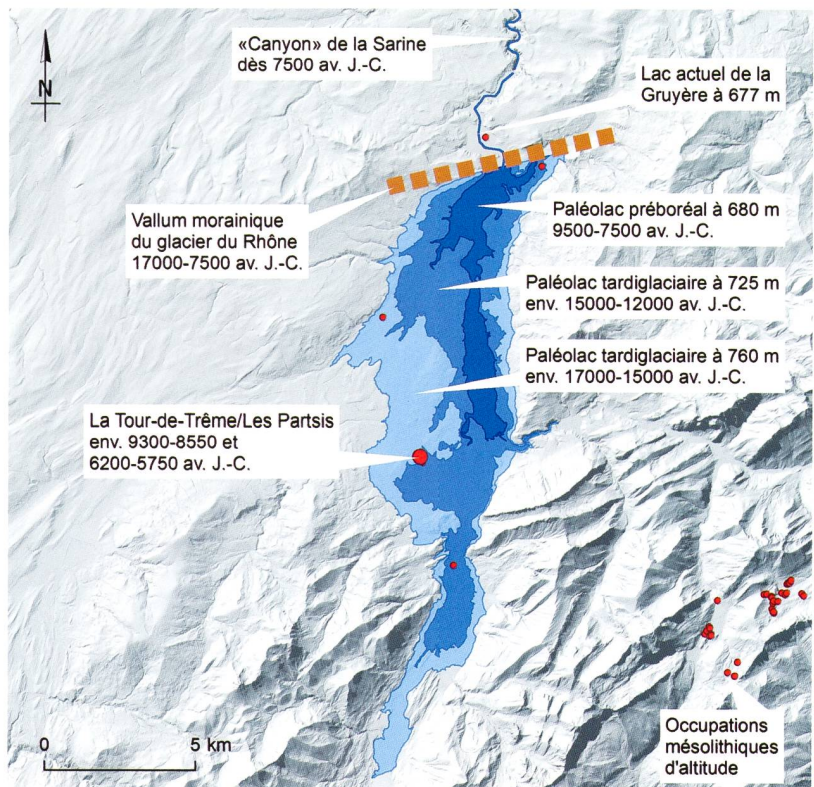 «Canyon» de la Sarine
dès 7500 av. J.-C.
Lac actuel de la
Gruyère à 677 m
N
Vallum morainique
du glacier du Rhône
17000-7500 av. J.-C.
Paléolac préboréal à 680 m
9500-7500 av. J.-C.
Paléolac tardiglaciaire à 725 m
env. 15000-12000 av. J.-C.
Paléolac tardiglaciaire à 760 m
env. 17000-15000 av. J.-C.
La Tour-de-Trême/Les Partsis
env. 9300-8550 et
6200-5750 av. J.-C.
Occupations
mésolithiques
d'altitude
0 5 km